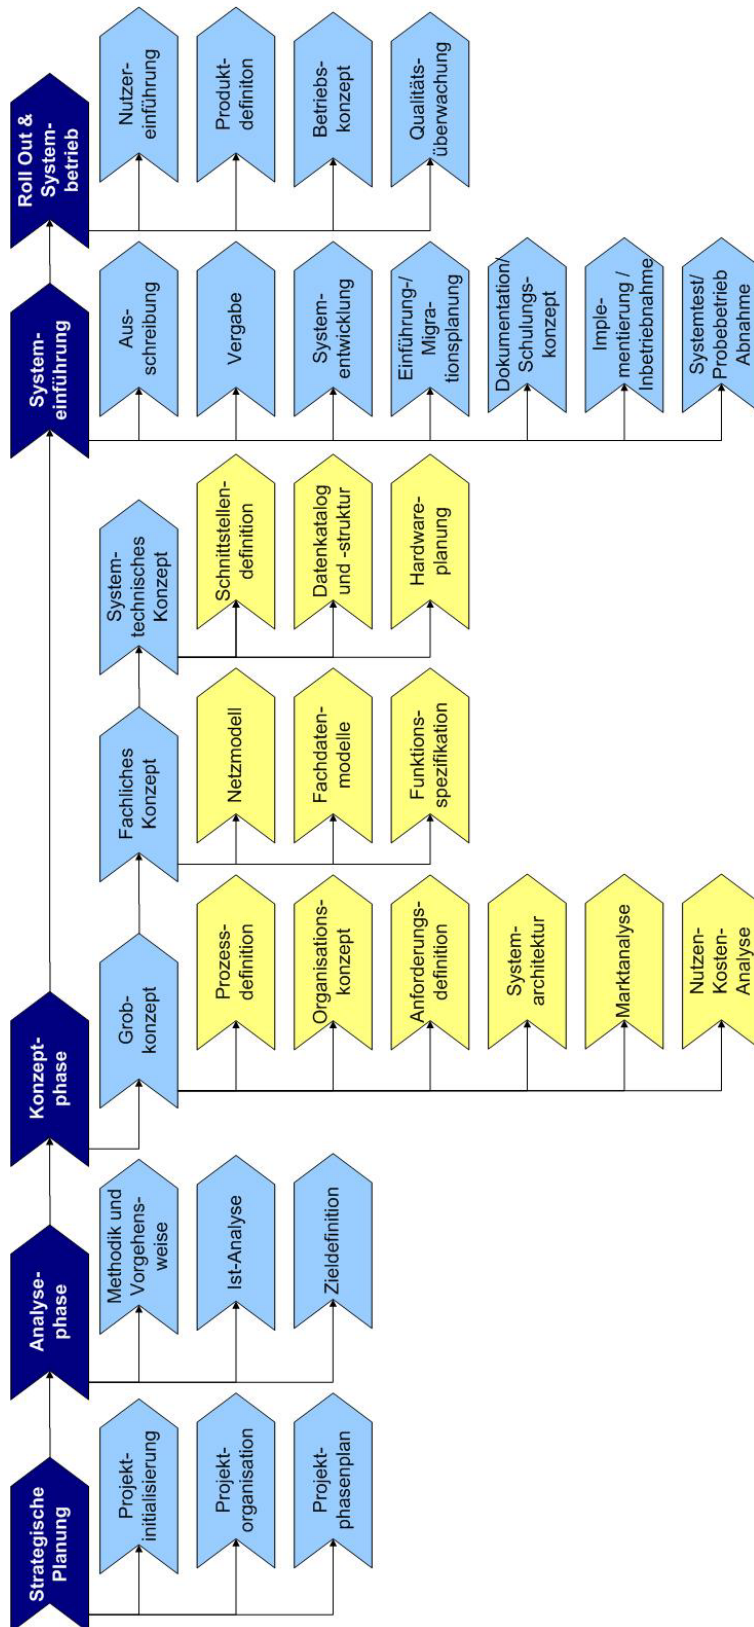 Strategische
Planung
Analyse-
phase
Konzept-
phase
System-
einführung
Roll Out &
System-
betrieb
Projekt-
initialisierung
Projekt-
organisation
Projekt-
phasenplan
Methodik und
Vorgehens-
weise
Ist-Analyse
Zieldefinition
Grob-
konzept
Prozess-
definition
Organisations-
konzept
Anforderungs-
definition
System-
architektur
Marktanalyse
Nutzen-
Kosten-
Analyse
Fachliches
Konzept
Netzmodell
Fachdaten-
modelle
Funktions-
spezifikation
System-
technisches
Konzept
Schnittstellen-
definition
Datenkatalog
und -struktur
Hardware-
planung
Aus-
schreibung
Vergabe
System-
entwicklung
Einführung-/
Migra-
tionsplanung
Dokumentation/
Schulungs-
konzept
Imple-
mentierung /
Inbetriebnahme
Systemtest/
Probebetrieb
Abnahme
Nutzer-
einführung
Produkt-
definiton
Betriebs-
konzept
Qualitäts-
überwachung